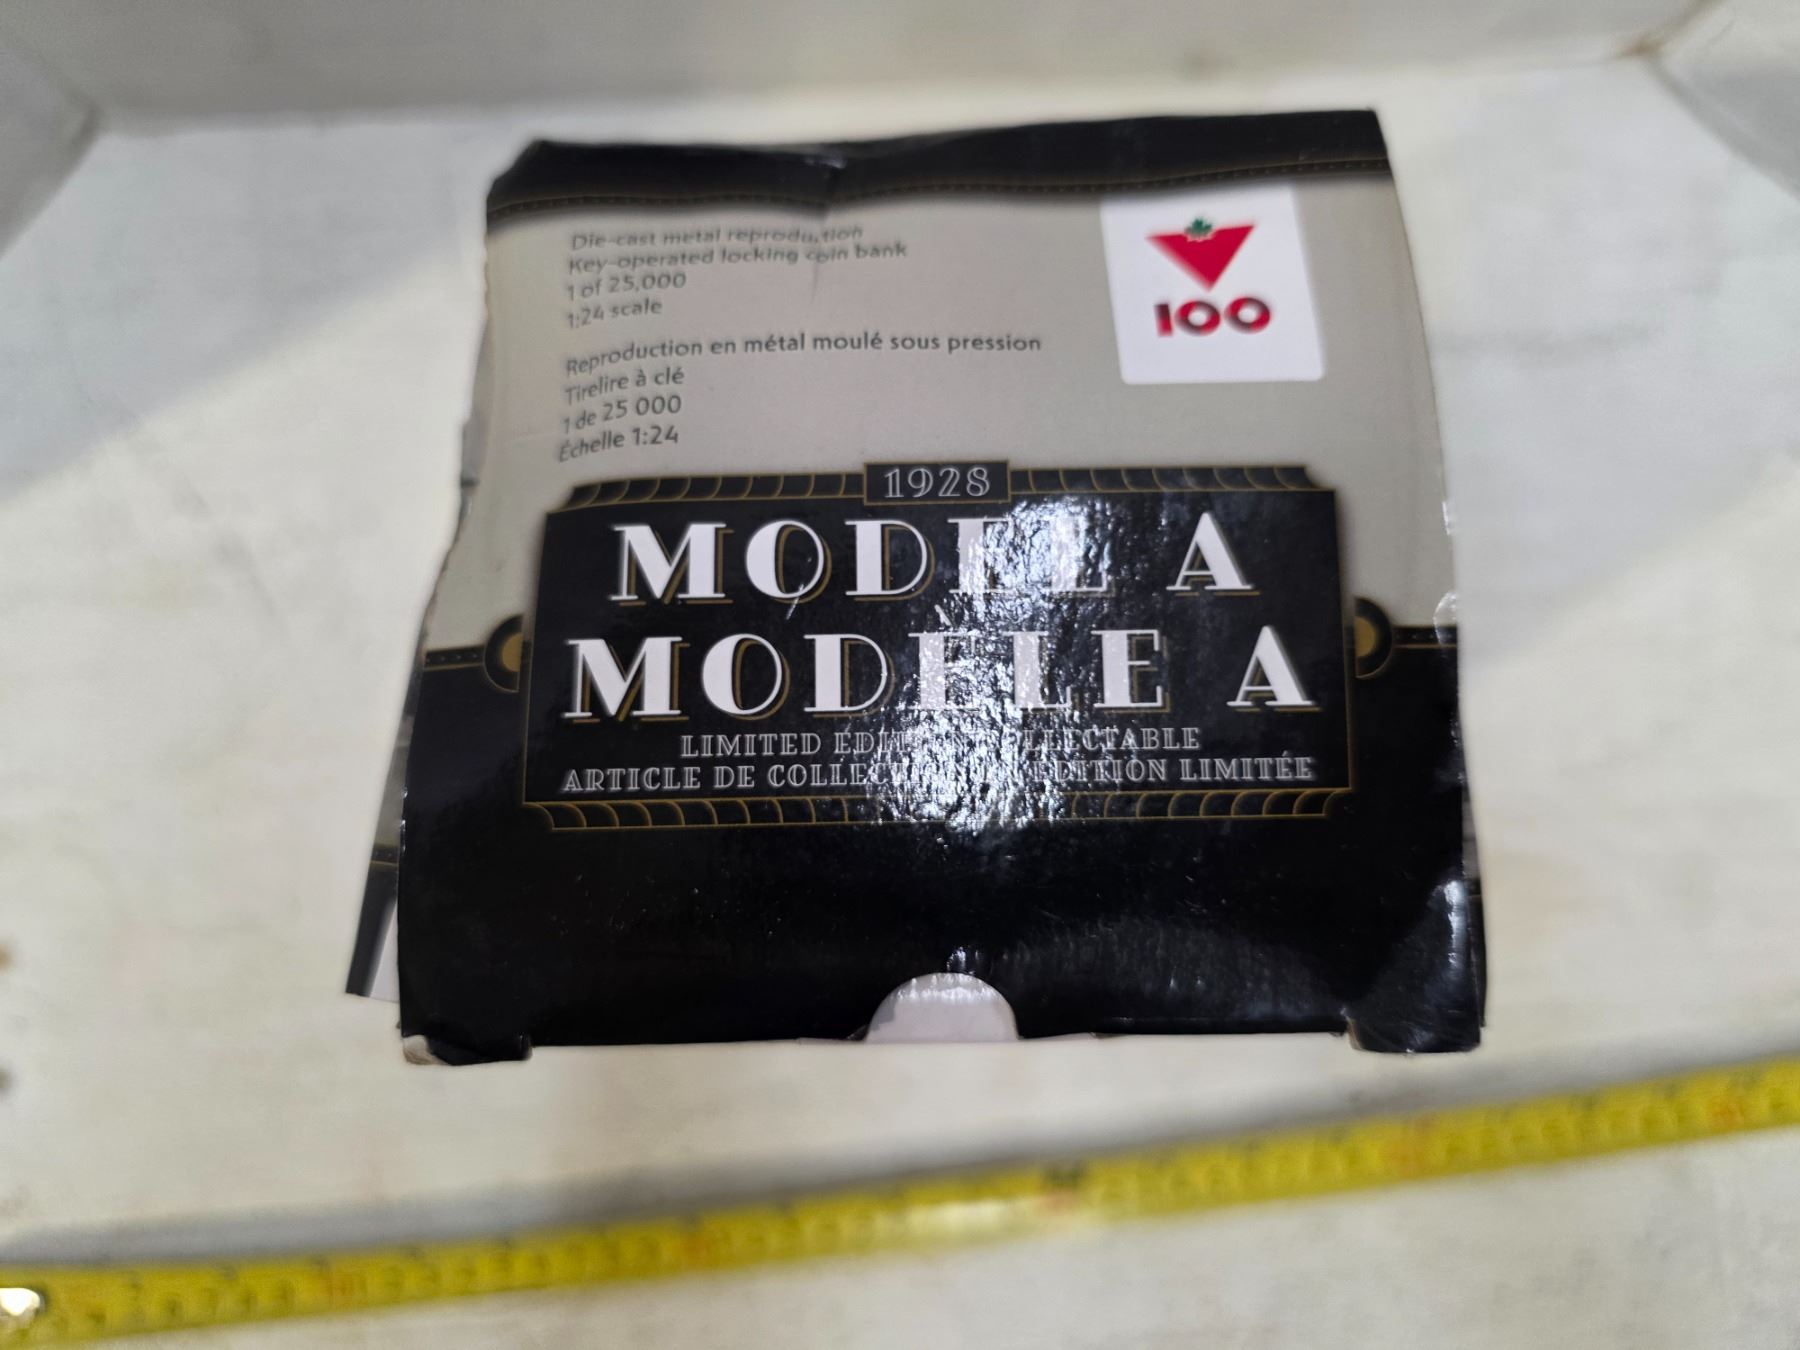 Die-cast metal reproduction
Key-operated locking coin bank
1 of 25,000
1:24 scale
Reproduction en métal moulé sous pression
Tirelire à clé
1 de 25 000
Échelle 1:24
100
1928
MODEL A
MODÈLE A
LIMITED ÉDITION COLLECTABLE
ARTICLE DE COLLECTION EDITION LIMITÉE